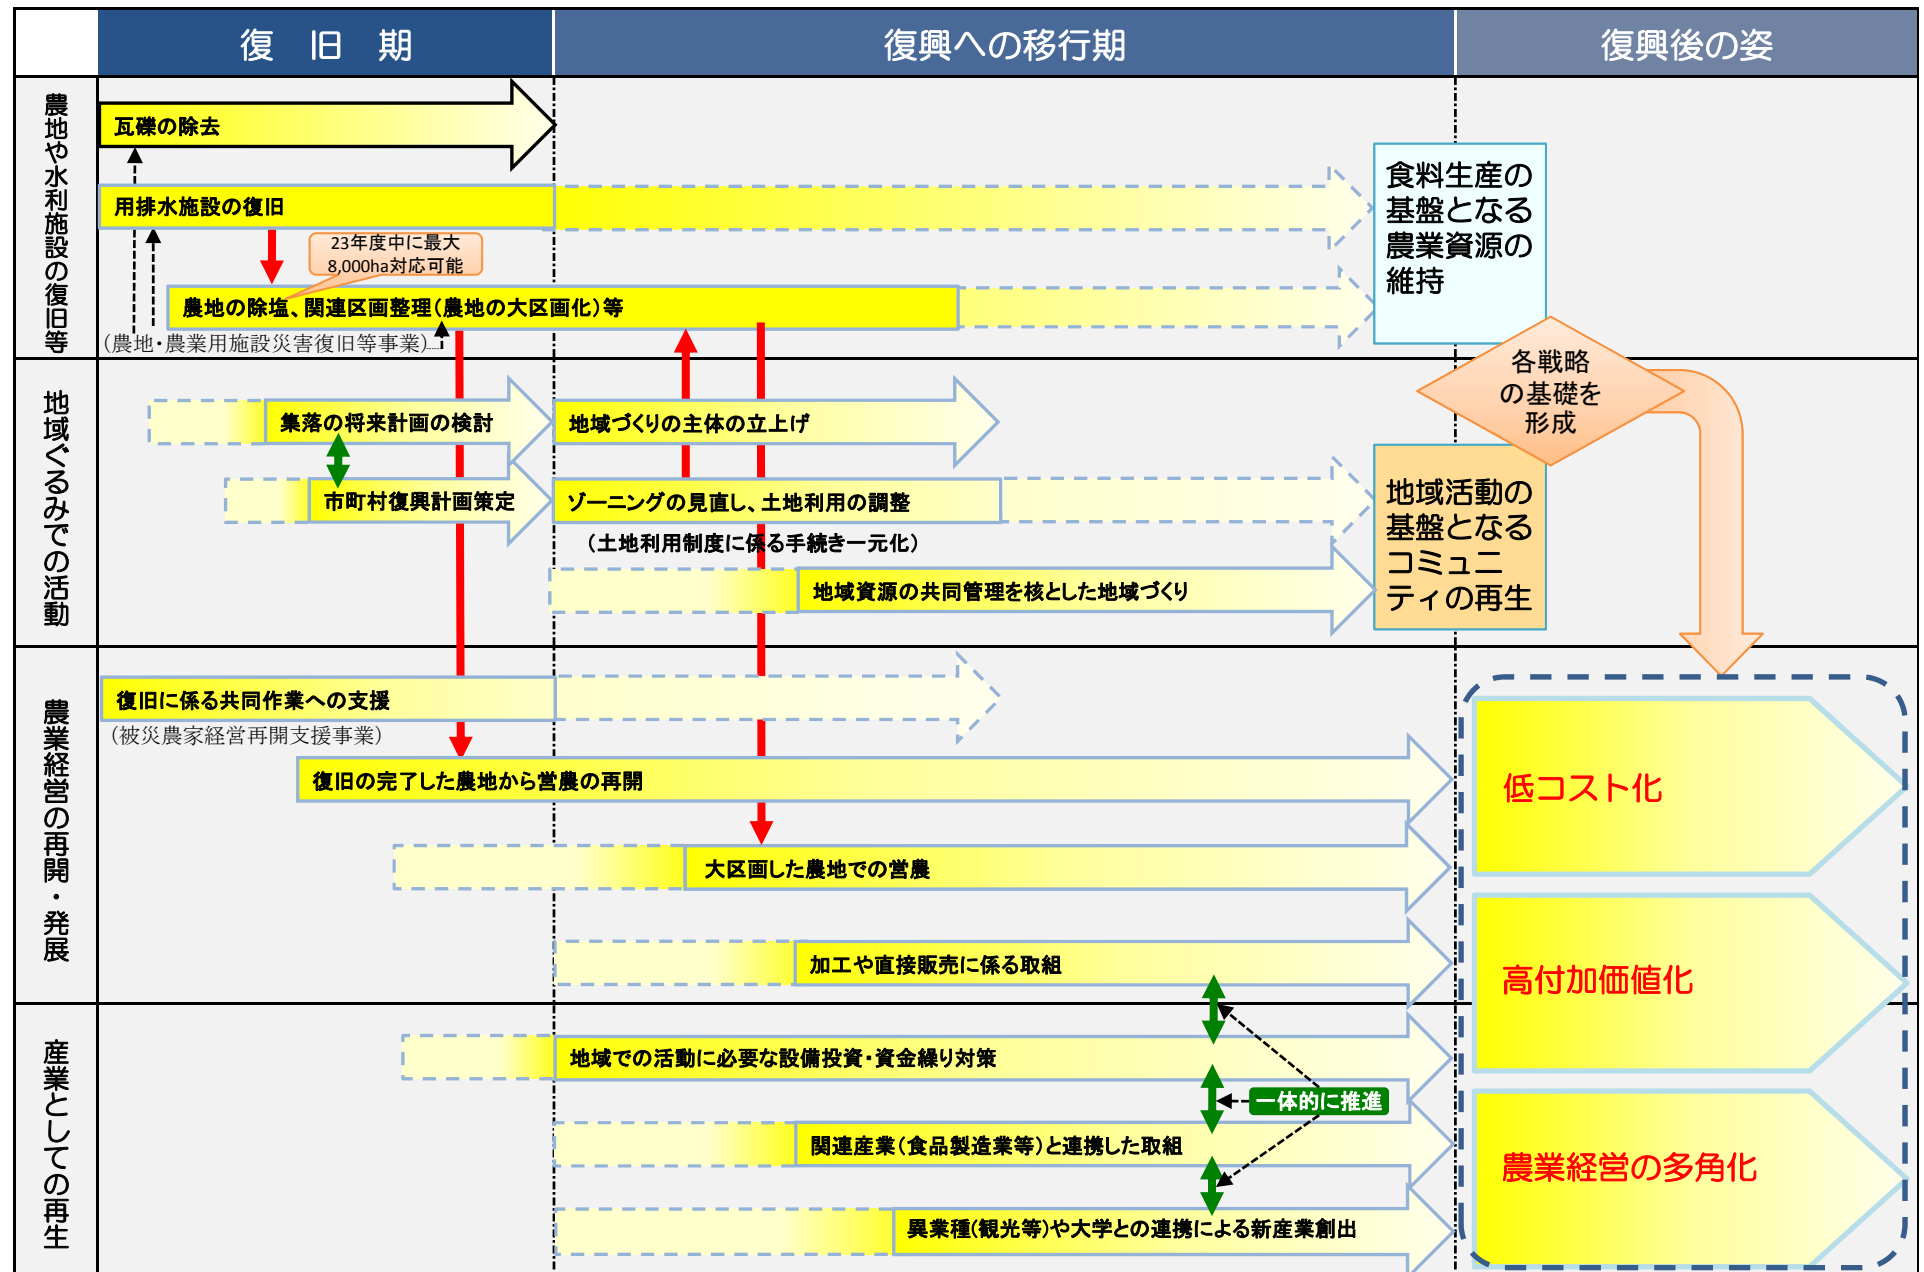 復旧期
復興への移行期
復興後の姿
農地や水利施設の復旧等
瓦礫の除去
用排水施設の復旧
23年度中に最大
8,000ha対応可能
農地の除塩、関連区画整理(農地の大区画化)等
(農地・農業用施設災害復旧等事業)
食料生産の
基盤となる
農業資源の
維持
各戦略
の基礎を
形成
地域ぐるみでの活動
集落の将来計画の検討
地域づくりの主体の立上げ
市町村復興計画策定
ゾーニングの見直し、土地利用の調整
(土地利用制度に係る手続き一元化)
地域資源の共同管理を核とした地域づくり
地域活動の
基盤となる
コミュニ
ティの再生
農業経営の再開・発展
復旧に係る共同作業への支援
(被災農家経営再開支援事業)
復旧の完了した農地から営農の再開
大区画した農地での営農
加工や直接販売に係る取組
低コスト化
高付加価値化
農業経営の多角化
産業としての再生
地域での活動に必要な設備投資・資金繰り対策
一体的に推進
関連産業(食品製造業等)と連携した取組
異業種(観光等)や大学との連携による新産業創出